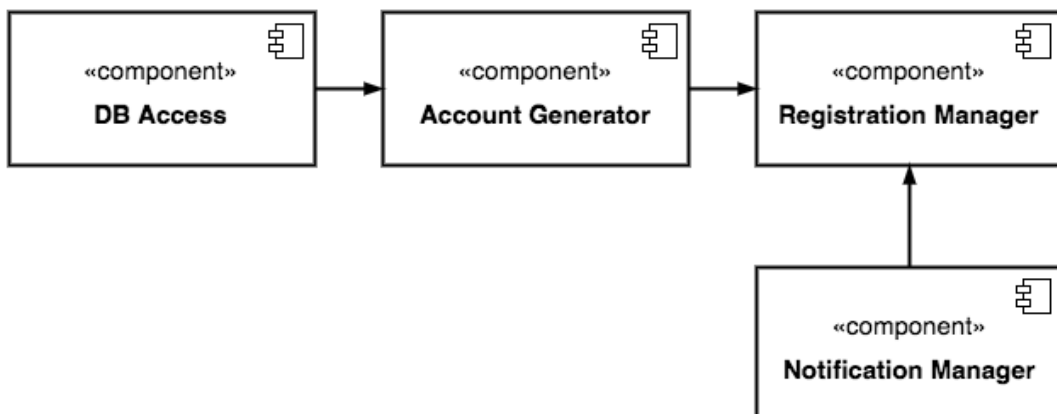 «component»
DB Access
«component»
Account Generator
«component»
Registration Manager
«component»
Notification Manager